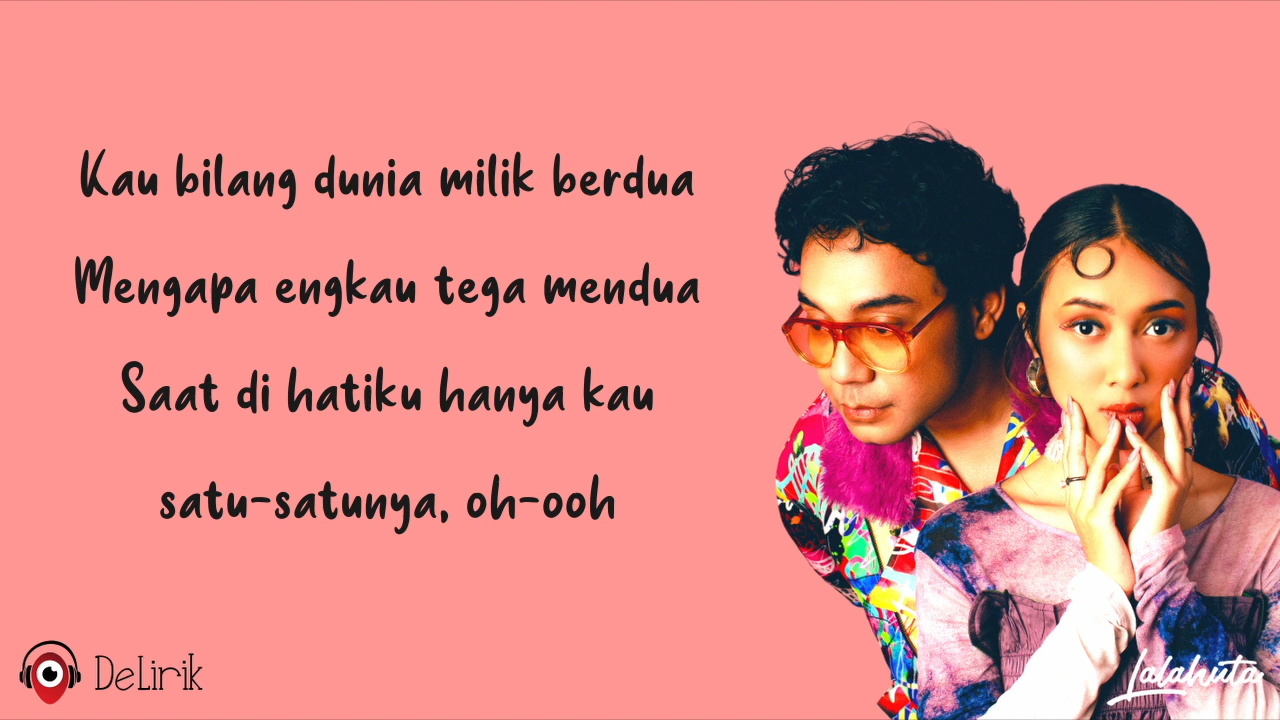 Kau bilang dunia milik berdua
Mengapa engkau tega mendua
Saat di hatiku hanya kau
satu-satunya, oh-ooh
DeLirik
Lalahuta